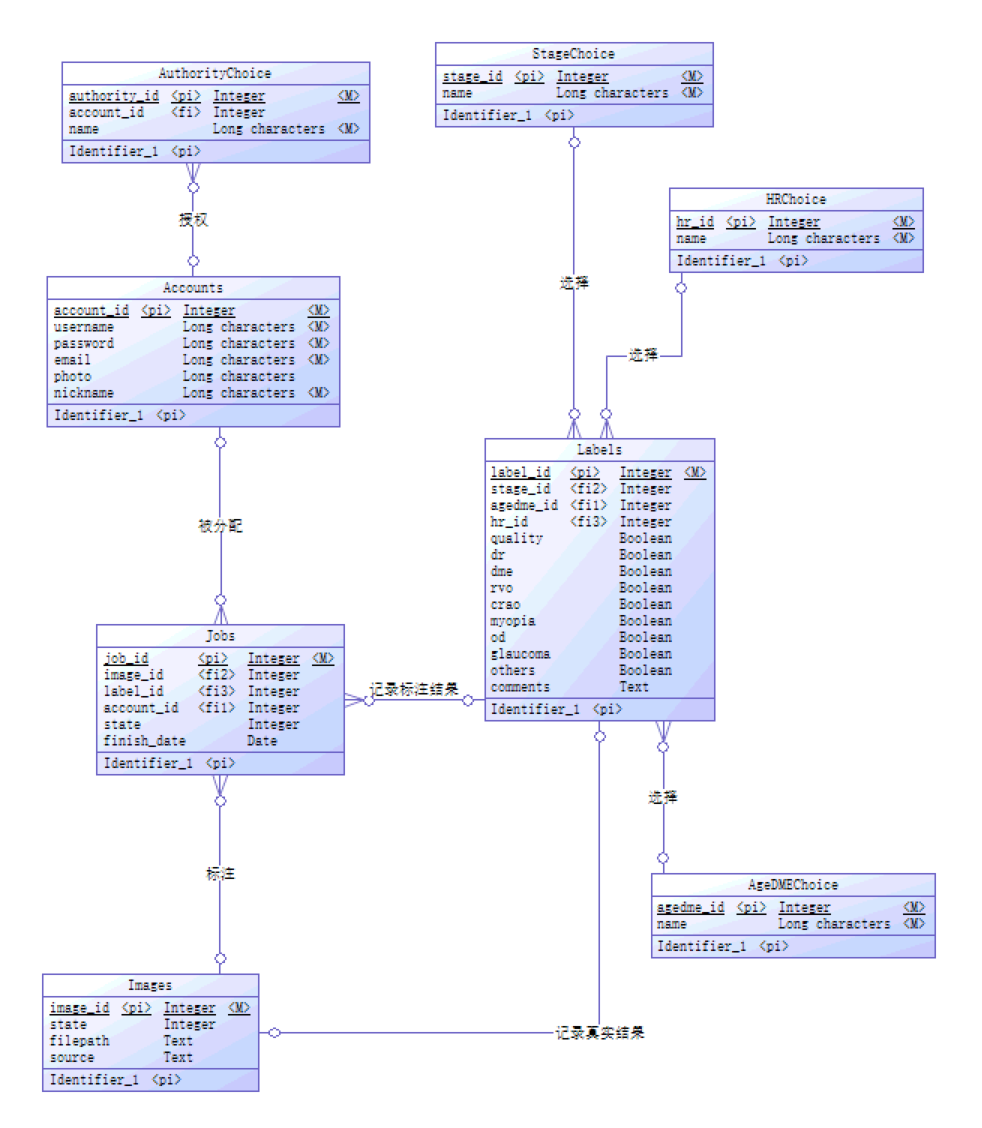 StageChoice
stage_id <pi> Integer <M>
name Long characters <M>
Identifier_1 <pi>
AuthorityChoice
authority_id <pi> Integer <M>
account_id <fi> Integer
name Long characters <M>
Identifier_1 <pi>
HRChoice
hr_id <pi> Integer <M>
name Long characters <M>
Identifier_1 <pi>
授权
选择
选择
Accounts
account_id <pi> Integer <M>
username Long characters <M>
password Long characters <M>
email Long characters <M>
photo Long characters
nickname Long characters <M>
Identifier_1 <pi>
被分配
Labels
label_id <pi> Integer <M>
stage_id <fi2> Integer
agedme_id <fi1> Integer
hr_id <fi3> Integer
quality Boolean
dr Boolean
dme Boolean
rvo Boolean
crao Boolean
myopia Boolean
od Boolean
glaucoma Boolean
others Boolean
comments Text
Identifier_1 <pi>
Jobs
job_id <pi> Integer <M>
image_id <fi2> Integer
label_id <fi3> Integer
account_id <fi1> Integer
state Integer
finish_date Date
Identifier_1 <pi>
记录标注结果
选择
标注
AgeDMEChoice
agedme_id <pi> Integer <M>
name Long characters <M>
Identifier_1 <pi>
Images
image_id <pi> Integer <M>
state Integer
filepath Text
source Text
Identifier_1 <pi>
记录真实结果